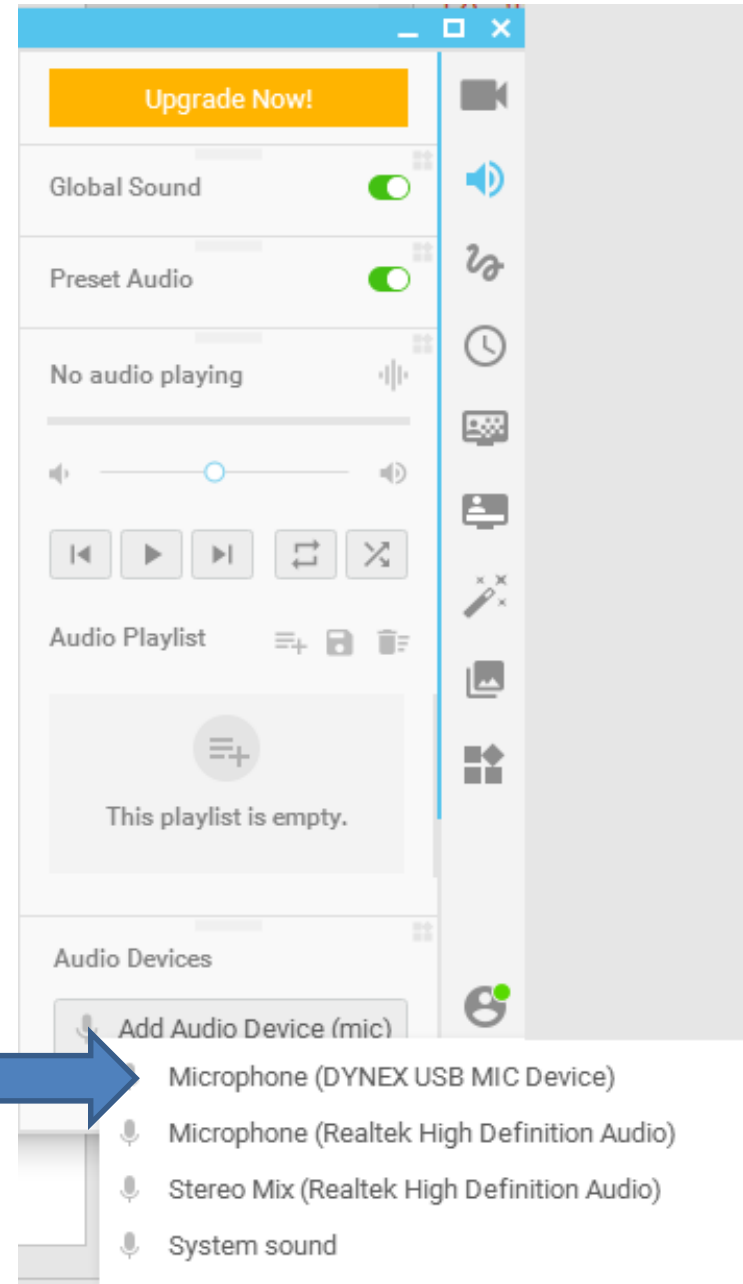 Upgrade Now!
Global Sound
Preset Audio
No audio playing
Audio Playlist
This playlist is empty.
Audio Devices
Add Audio Device (mic)
Microphone (DYNEX USB MIC Device)
Microphone (Realtek High Definition Audio)
Stereo Mix (Realtek High Definition Audio)
System sound